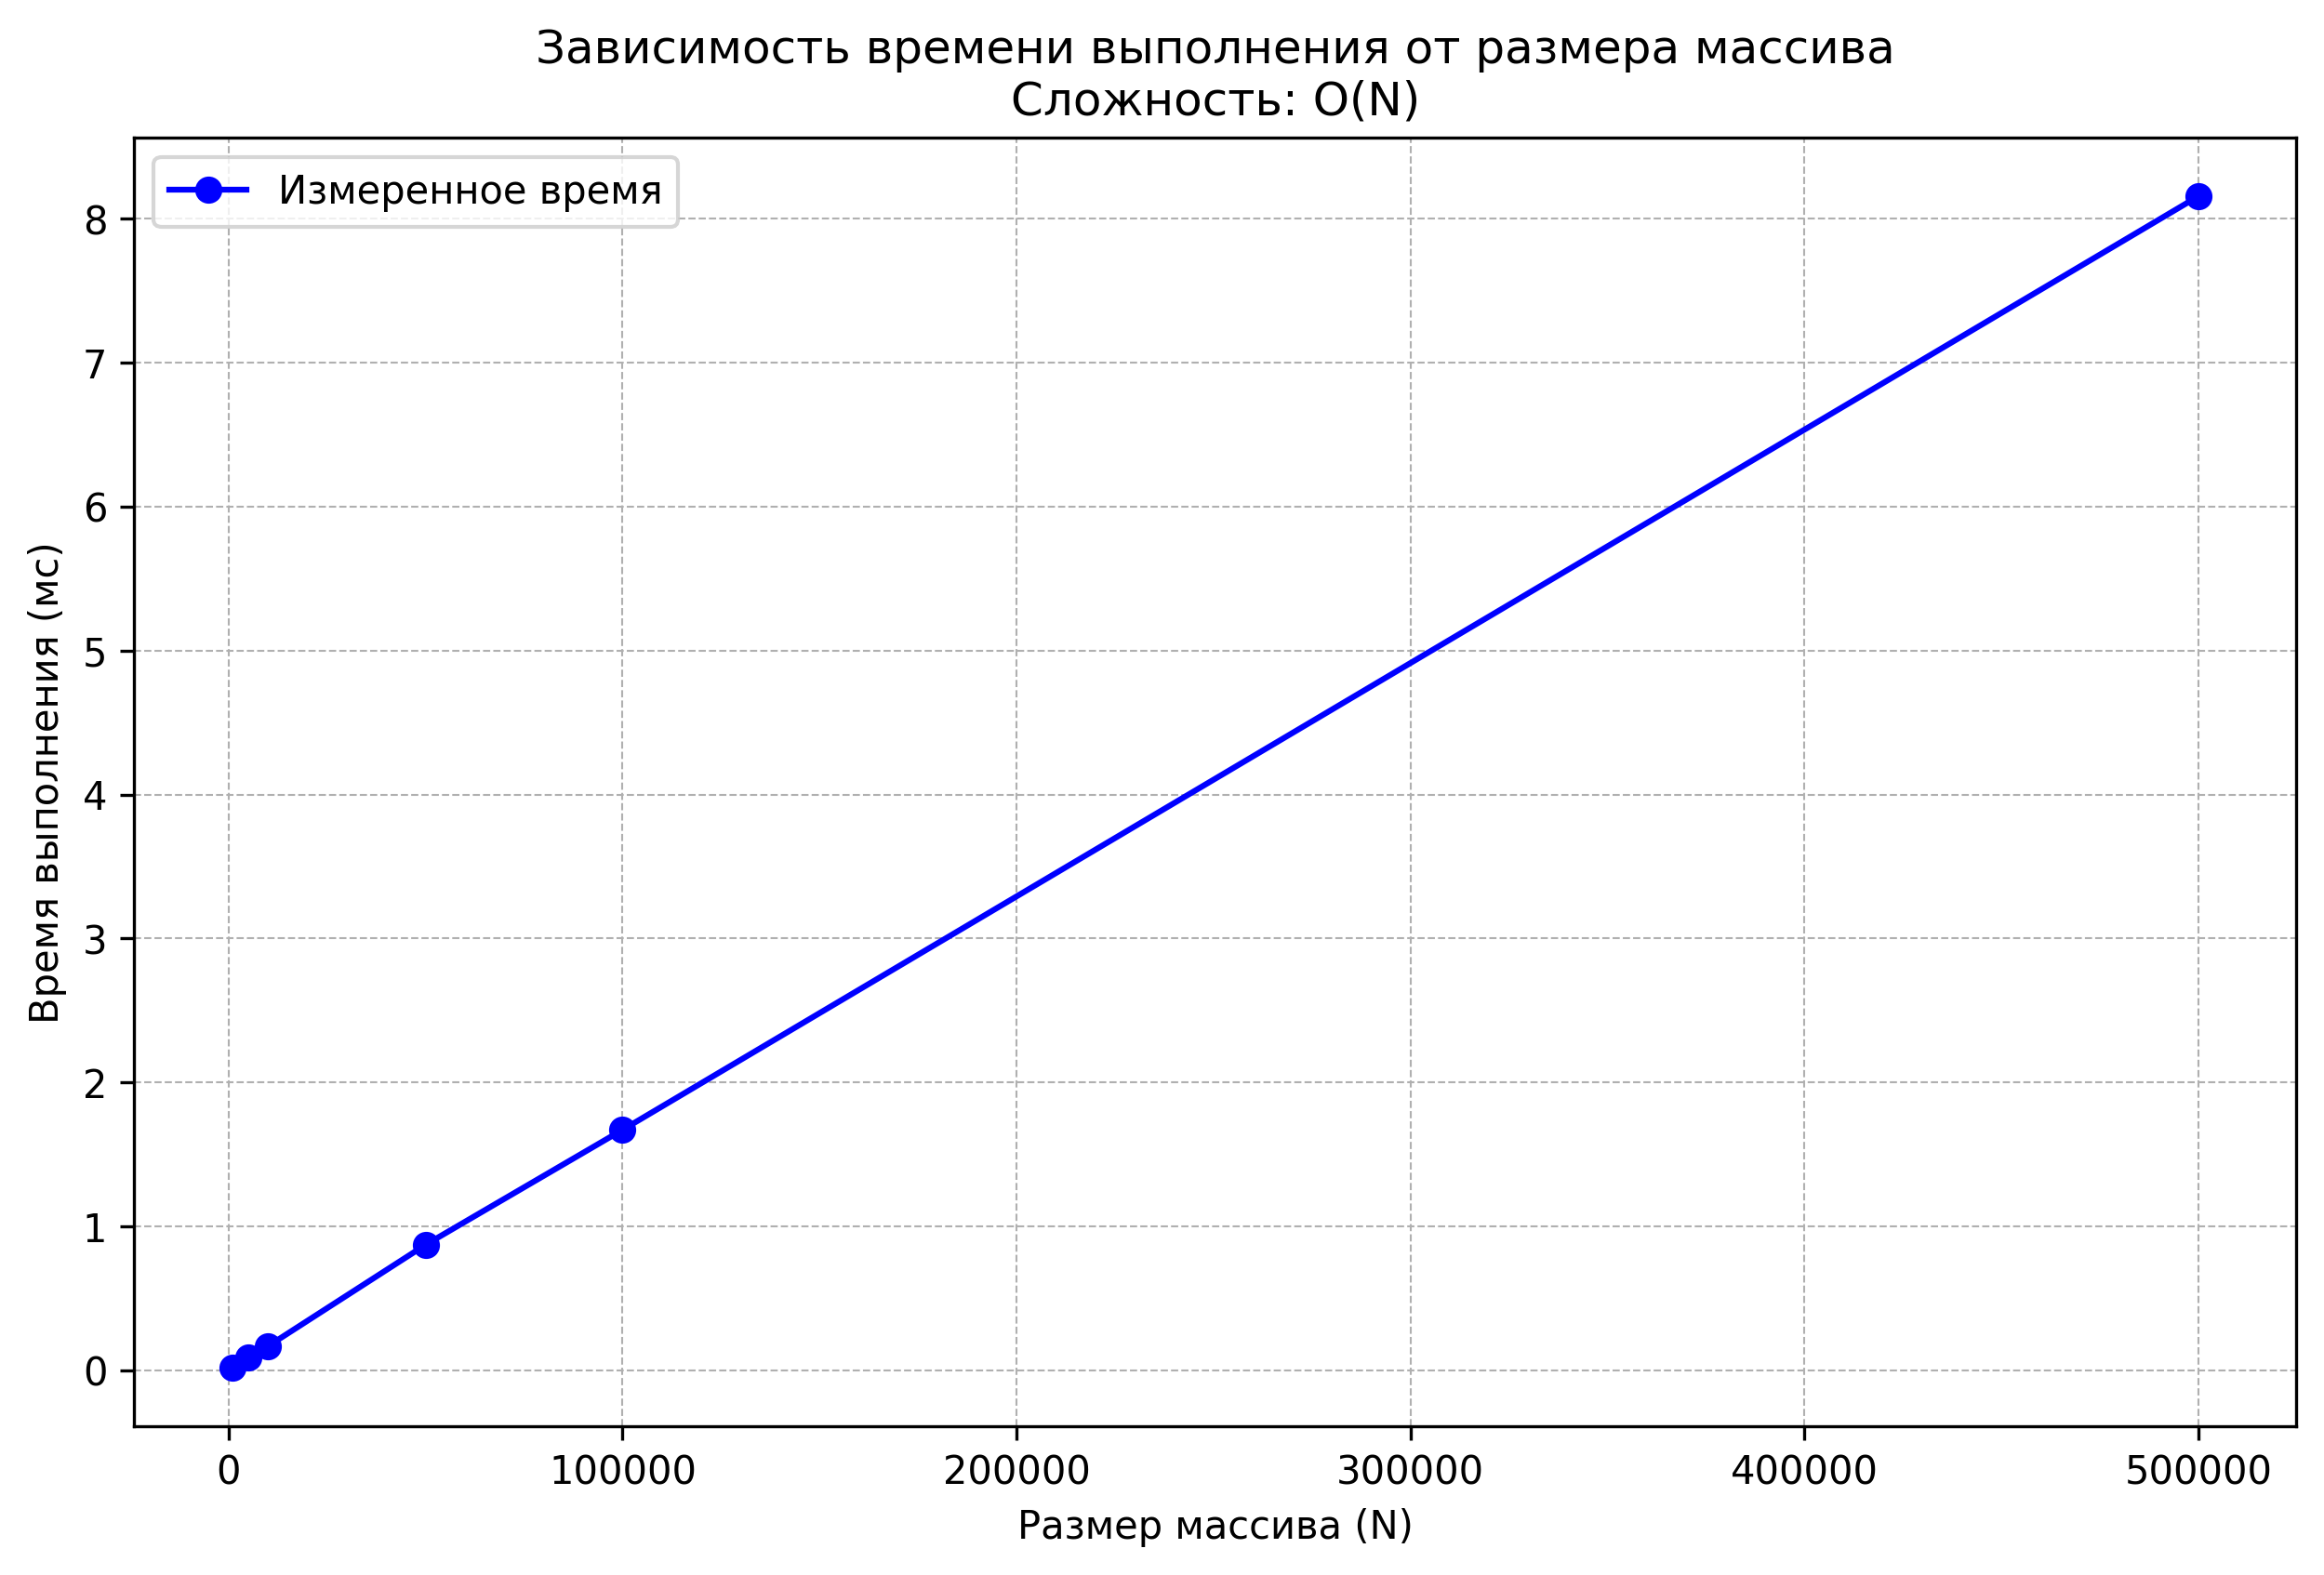 Зависимость времени выполнения от размера массива
Сложность: O(N)
Измеренное время
8
7
6
5
4
3
2
1
0
Время выполнения (мс)
0 100000 200000 300000 400000 500000
Размер массива (N)